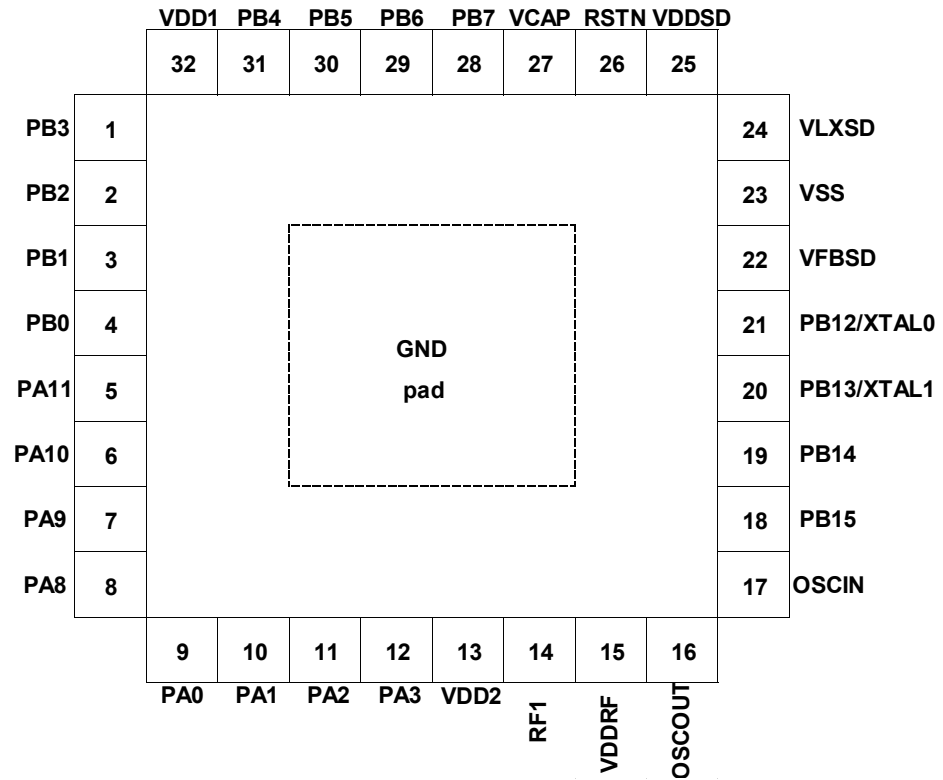 VDD1 PB4 PB5 PB6 PB7 VCAP RSTN VDDSD
32 31 30 29 28 27 26 25
PB3 1 24 VLXSD
PB2 2 23 VSS
PB1 3 22 VFBSD
PB0 4 21 PB12/XTAL0
GND
PA11 5 20 PB13/XTAL1
pad
PA10 6 19 PB14
PA9 7 18 PB15
PA8 8 17 OSCIN
9 10 11 12 13 14 15 16
PA0 PA1 PA2 PA3 VDD2 RF1 VDDRF OSCOUT